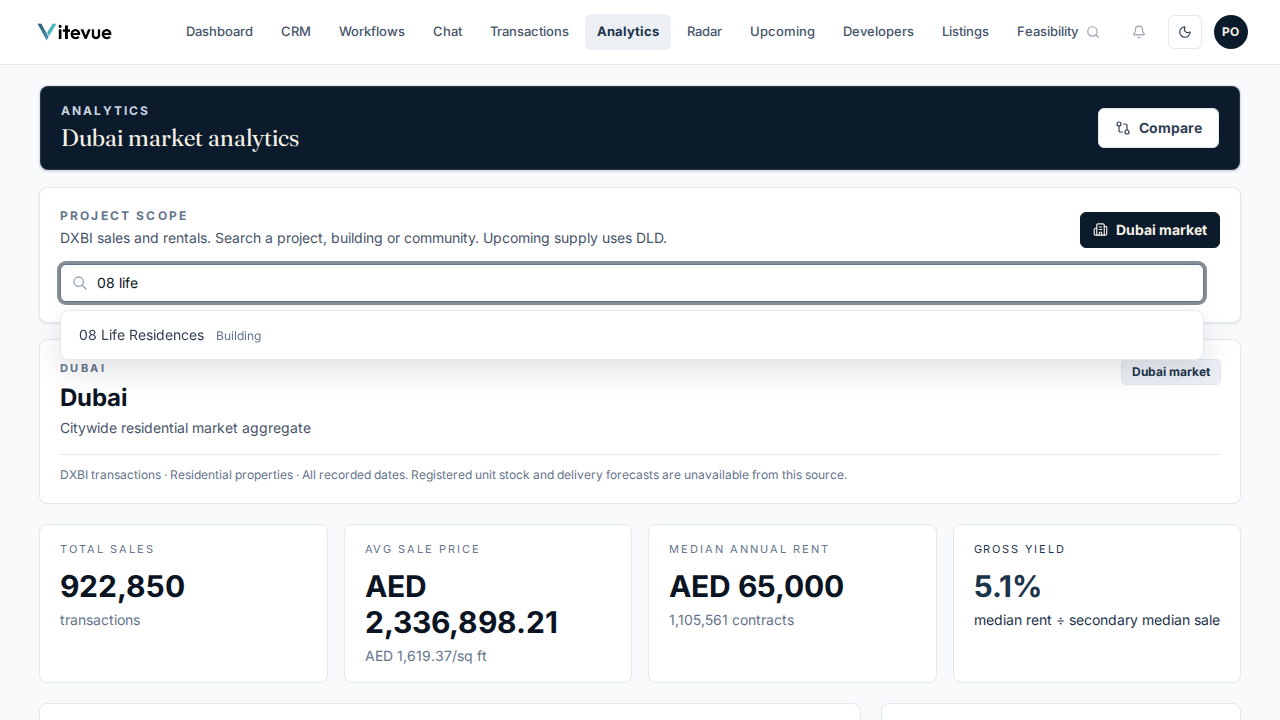 Vitevue
Dashboard CRM Workflows Chat Transactions Analytics Radar Upcoming Developers Listings Feasibility PO
ANALYTICS
Dubai market analytics
Compare
PROJECT SCOPE
DXBI sales and rentals. Search a project, building or community. Upcoming supply uses DLD.
Dubai market
08 life
08 Life Residences Building
DUBAI
Dubai market
Dubai
Citywide residential market aggregate
DXBI transactions · Residential properties · All recorded dates. Registered unit stock and delivery forecasts are unavailable from this source.
TOTAL SALES
922,850
transactions
AVG SALE PRICE
AED
2,336,898.21
AED 1,619.37/sq ft
MEDIAN ANNUAL RENT
AED 65,000
1,105,561 contracts
GROSS YIELD
5.1%
median rent ÷ secondary median sale